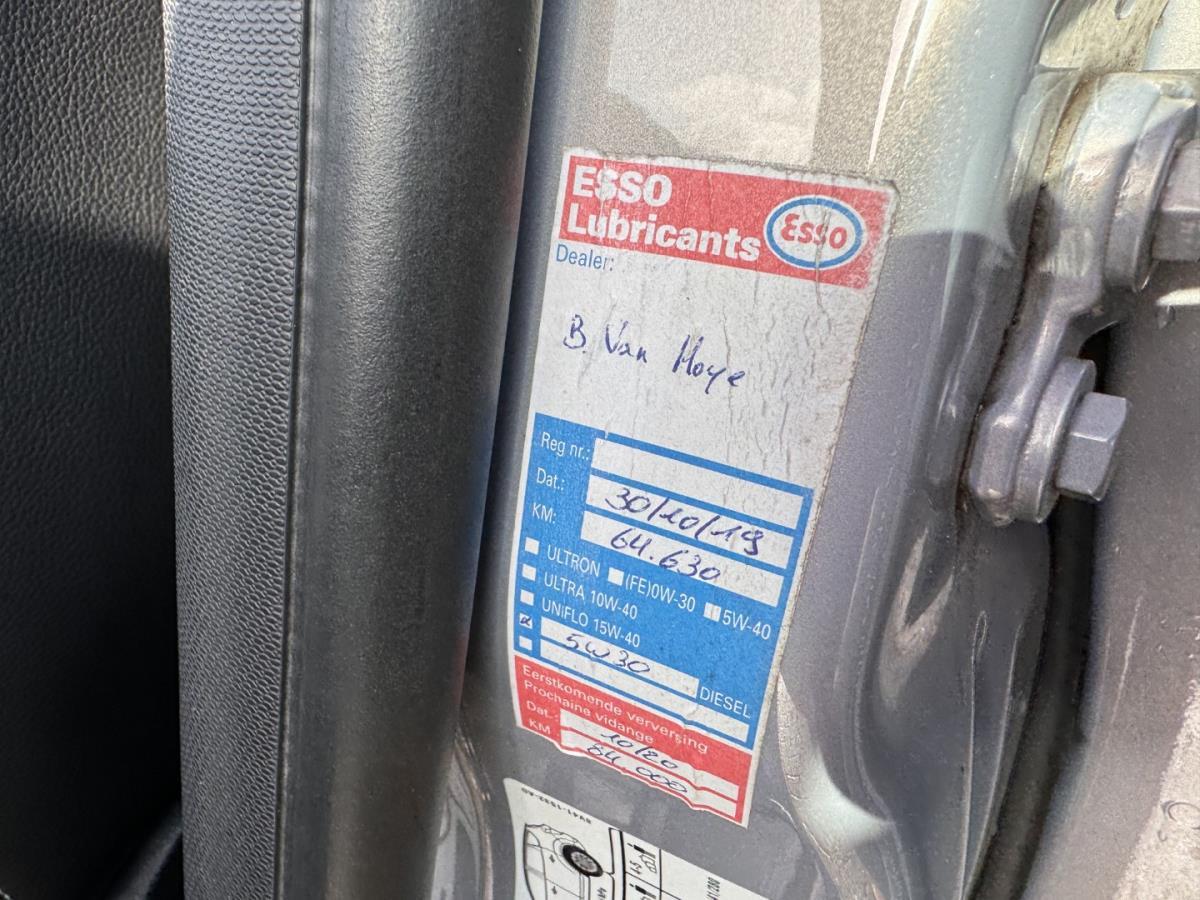 ESSO
Lubricants
Esso
Dealer:
B. Van Hoye
Reg nr.:
Dat.: 30/10/19
KM: 64.630
ULTRON (FE)0W-30 5W-40
ULTRA 10W-40
UNIFLO 15W-40
5W30 DIESEL
Eerstkomende verversing
Prochaine vidange
Dat.: 10/20
KM 84.000